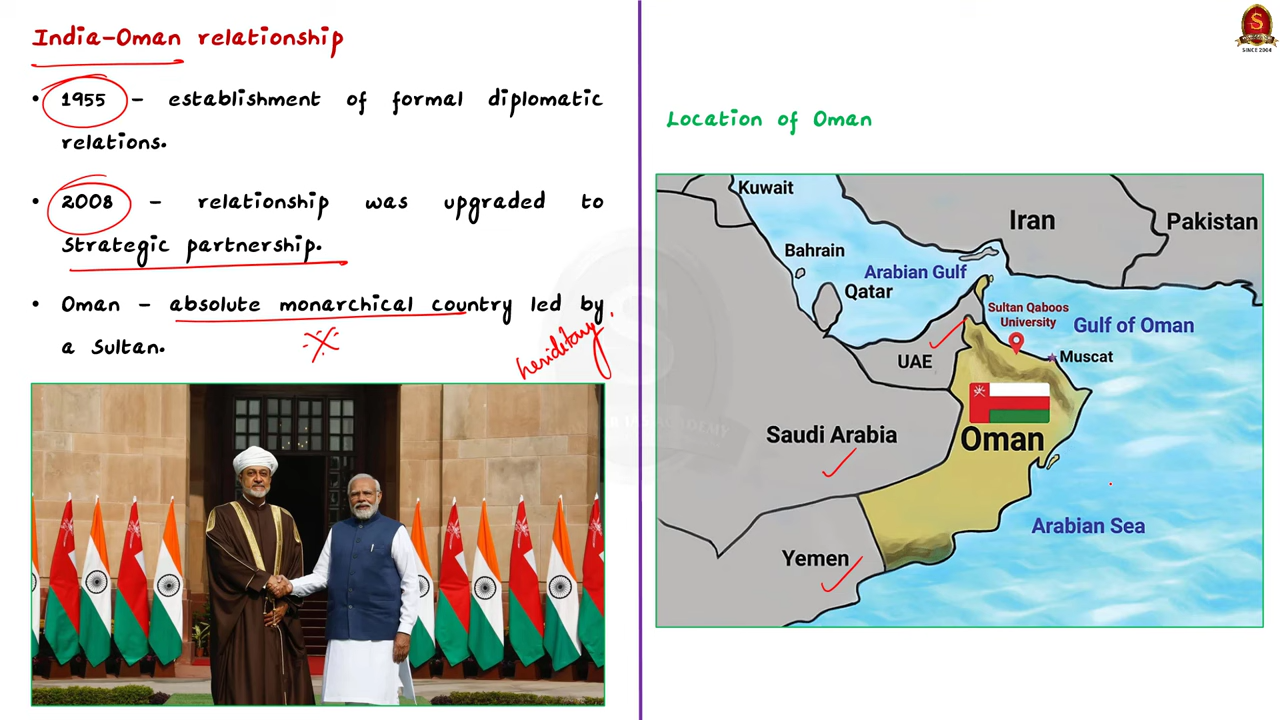 India-Oman relationship
• 1955 – establishment of formal diplomatic
relations.
• 2008 – relationship was upgraded to
Strategic partnership.
• Oman – absolute monarchical country led by
a Sultan.
heriditary.
SINCE 2004
Location of Oman
Kuwait
Iran
Pakistan
Bahrain
Arabian Gulf
Qatar
Sultan Qaboos
University
Gulf of Oman
UAE
Muscat
Saudi Arabia
Oman
Arabian Sea
Yemen